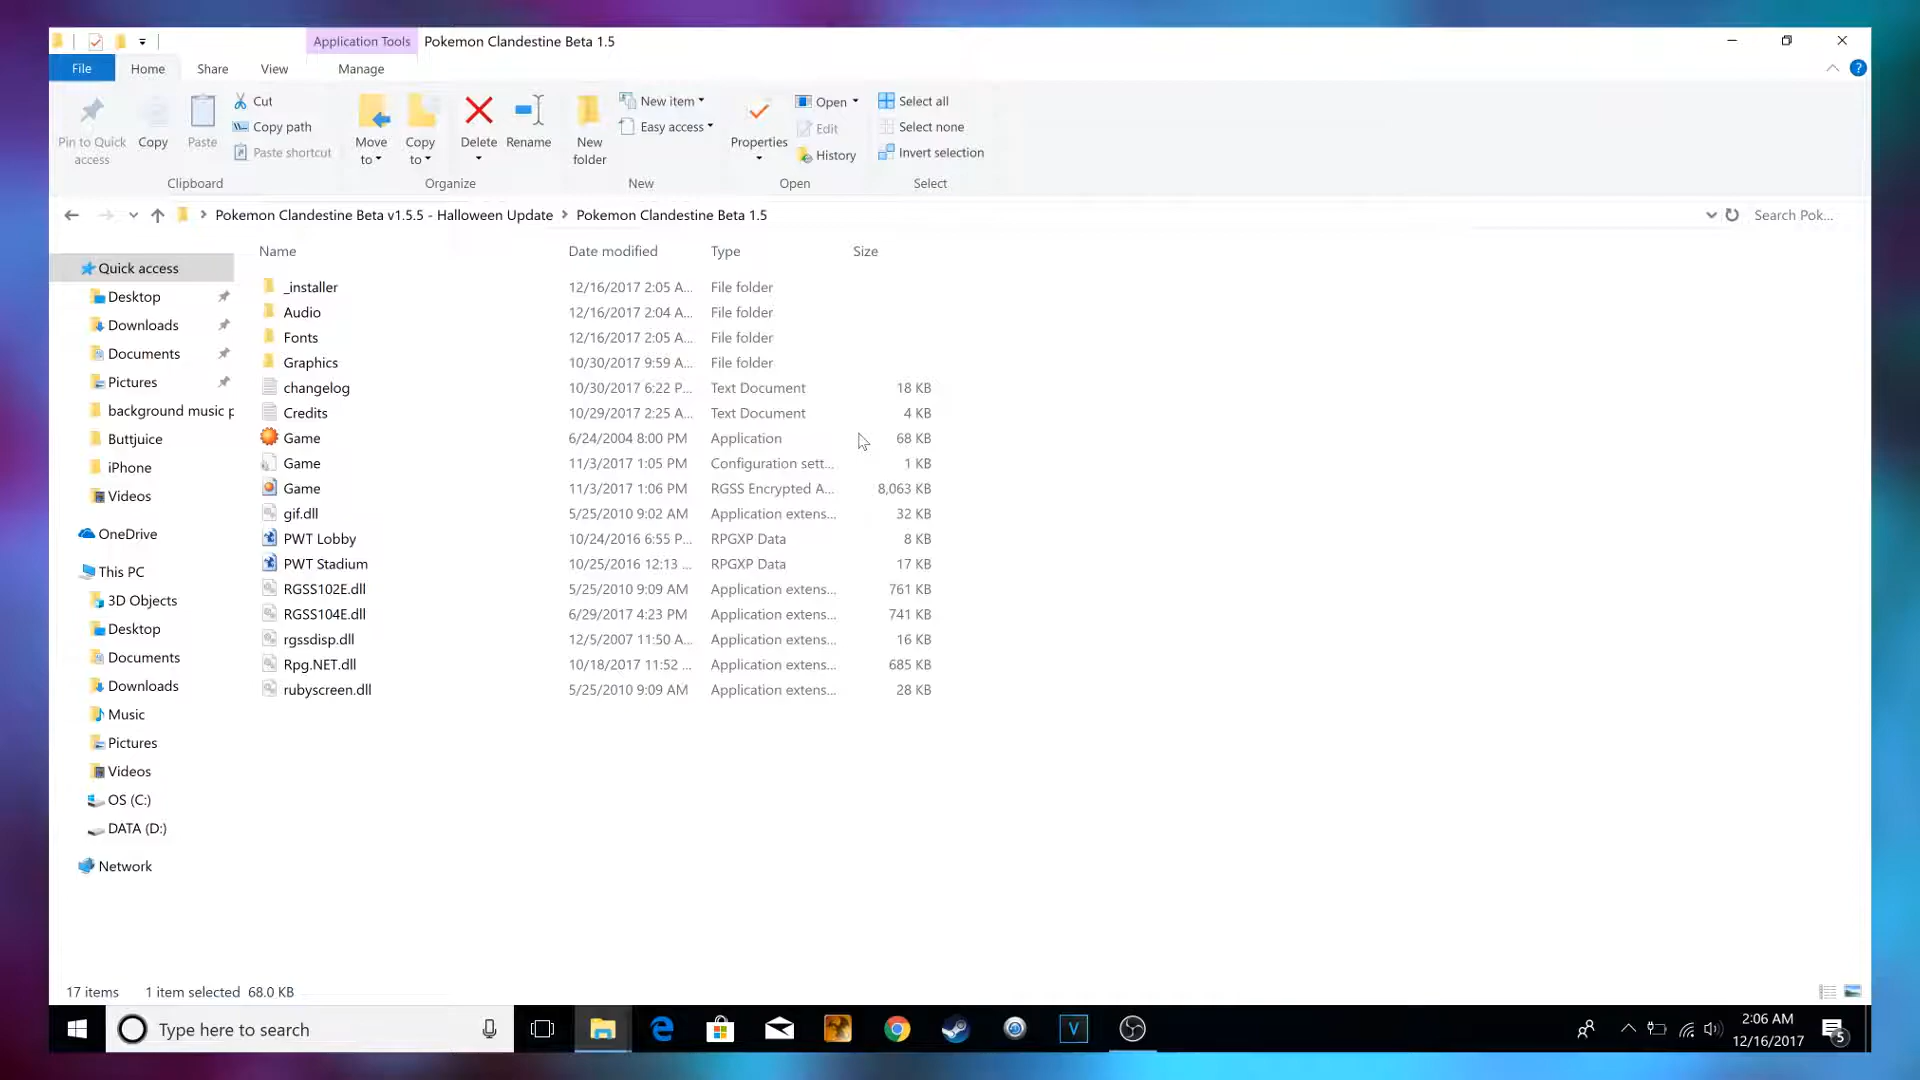 Application Tools Pokemon Clandestine Beta 1.5
File Home Share View Manage
Pin to Quick access
Copy
Paste
Cut
Copy path
Paste shortcut
Clipboard
Move to
Copy to
Delete
Rename
Organize
New folder
New item
Easy access
New
Properties
Open
Edit
History
Open
Select all
Select none
Invert selection
Select
Pokemon Clandestine Beta v1.5.5 - Halloween Update Pokemon Clandestine Beta 1.5 Search Pok...
Quick access
Desktop
Downloads
Documents
Pictures
background music p
Buttjuice
iPhone
Videos
OneDrive
This PC
3D Objects
Desktop
Documents
Downloads
Music
Pictures
Videos
OS (C:)
DATA (D:)
Network
Name Date modified Type Size
_installer 12/16/2017 2:05 A... File folder
Audio 12/16/2017 2:04 A... File folder
Fonts 12/16/2017 2:05 A... File folder
Graphics 10/30/2017 9:59 A... File folder
changelog 10/30/2017 6:22 P... Text Document 18 KB
Credits 10/29/2017 2:25 A... Text Document 4 KB
Game 6/24/2004 8:00 PM Application 68 KB
Game 11/3/2017 1:05 PM Configuration sett... 1 KB
Game 11/3/2017 1:06 PM RGSS Encrypted A... 8,063 KB
gif.dll 5/25/2010 9:02 AM Application extens... 32 KB
PWT Lobby 10/24/2016 6:55 P... RPGXP Data 8 KB
PWT Stadium 10/25/2016 12:13 ... RPGXP Data 17 KB
RGSS102E.dll 5/25/2010 9:09 AM Application extens... 761 KB
RGSS104E.dll 6/29/2017 4:23 PM Application extens... 741 KB
rgssdisp.dll 12/5/2007 11:50 A... Application extens... 16 KB
Rpg.NET.dll 10/18/2017 11:52 ... Application extens... 685 KB
rubyscreen.dll 5/25/2010 9:09 AM Application extens... 28 KB
17 items 1 item selected 68.0 KB
Type here to search
V
2:06 AM
12/16/2017
5